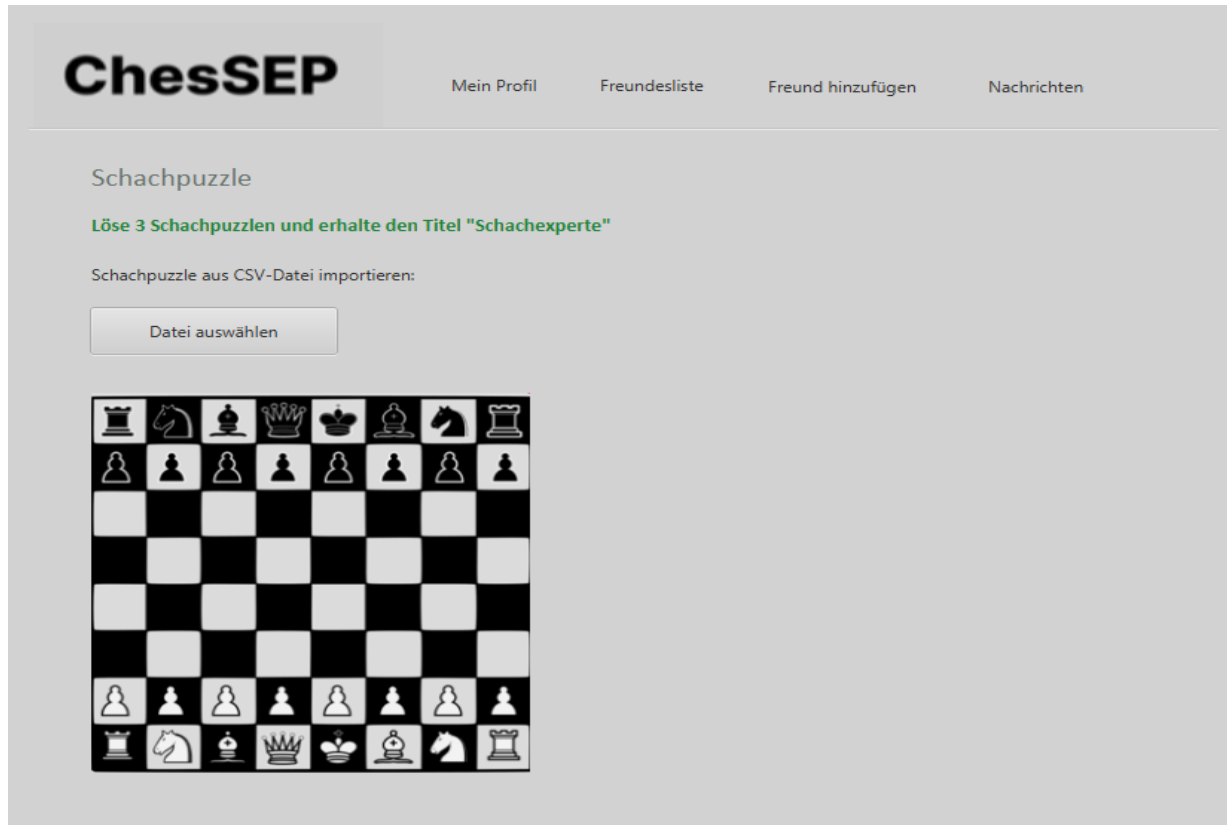 ChesSEP
Mein Profil Freundesliste Freund hinzufügen Nachrichten
Schachpuzzle
Löse 3 Schachpuzzlen und erhalte den Titel "Schachexperte"
Schachpuzzle aus CSV-Datei importieren:
Datei auswählen